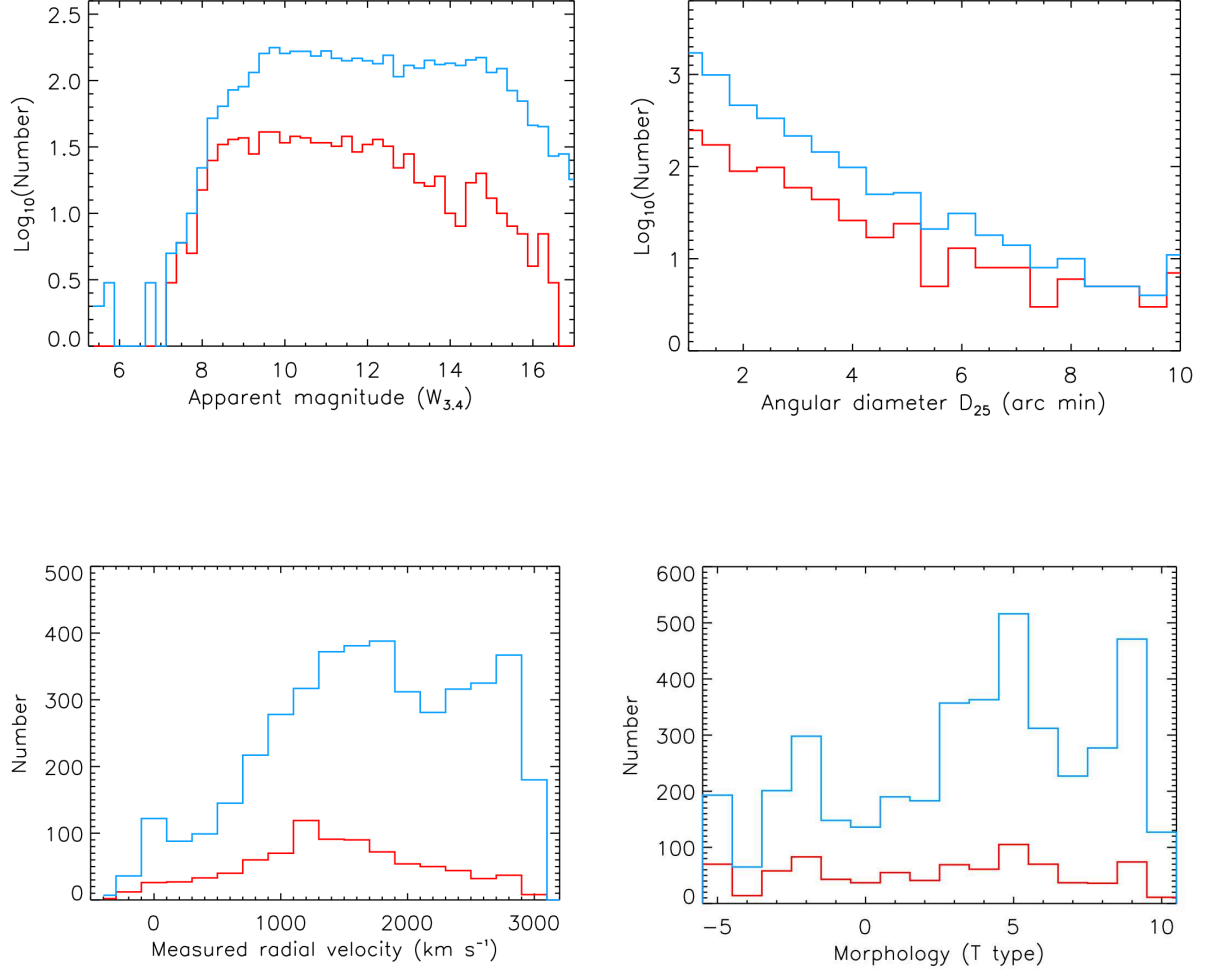 2.5
2.0
1.5
1.0
0.5
0.0
Log10(Number)
6 8 10 12 14 16
Apparent magnitude (W3.4)
3
2
1
0
Log10(Number)
2 4 6 8 10
Angular diameter D25 (arc min)
500
400
300
200
100
0
Number
0 1000 2000 3000
Measured radial velocity (km s⁻¹)
600
500
400
300
200
100
0
Number
−5 0 5 10
Morphology (T type)